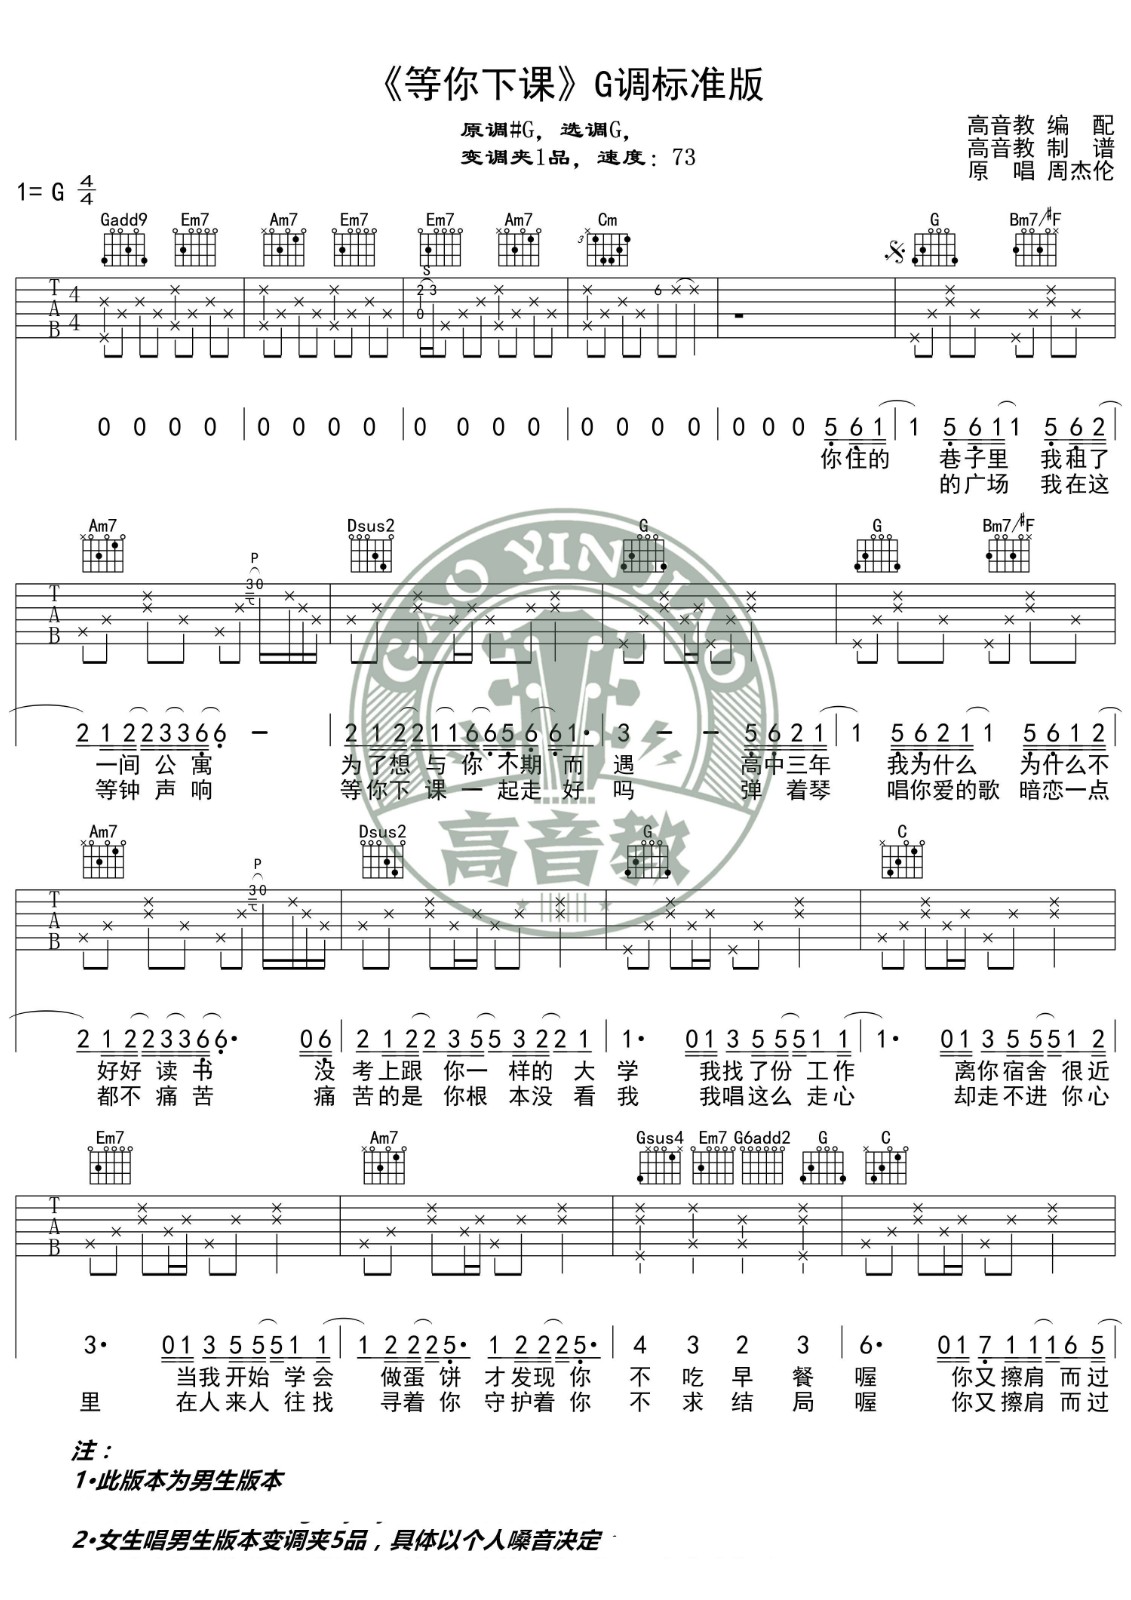 《等你下课》G调标准版
原调#G，选调G，
变调夹1品，速度：73
高音教 编 配
高音教 制 谱
原 唱 周杰伦
1= G 4/4
Gadd9 Em7 Am7 Em7 Em7 Am7 Cm G Bm7/#F
3
S
T A B 4 4
2 3 6
0
0 0 0 0 0 0 0 0 0 0 0 0 0 0 0 0 0 0 0 5 6 1 1 5 6 1 1 5 6 2
你住的 巷子里 我租了
的广场 我在这
Am7 Dsus2 G G Bm7/#F
P
3 0
T A B
2 1 2 2 3 3 6 6 - 2 1 2 2 1 1 6 6 5 6 6 1· 3 - - 5 6 2 1 1 5 6 2 1 1 5 6 1 2
一间 公 寓 为了想 与你 不期 而 遇 高中三年 我为什么 为什么不
等钟 声 响 等你下 课一 起走 好 吗 弹 着琴 唱你爱的歌 暗恋一点
GAO YIN JIAO
高音教
Am7 Dsus2 G C
P
3 0
T A B
2 1 2 2 3 3 6 6· 0 6 2 1 2 2 3 5 5 3 2 2 1 1· 0 1 3 5 5 5 1 1 1· 0 1 3 5 5 5 1 2
好好 读 书 没 考上跟 你一 样的 大 学 我找了份 工作 离你宿舍 很近
都不 痛 苦 痛 苦的是 你根 本没 看 我 我唱这么 走心 却走不进 你心
Em7 Am7 Gsus4 Em7 G6add2 G C
T A B
3· 0 1 3 5 5 5 1 1 1 2 2 2 5· 1 2 2 2 5· 4 3 2 3 6· 0 1 7 1 1 1 6 5
当我开始 学会 做蛋 饼 才发现 你 不 吃 早 餐 喔 你又擦肩 而过
里 在人来人 往找 寻着 你 守护着 你 不 求 结 局 喔 你又擦肩 而过
注：
1·此版本为男生版本
2·女生唱男生版本变调夹5品，具体以个人嗓音决定